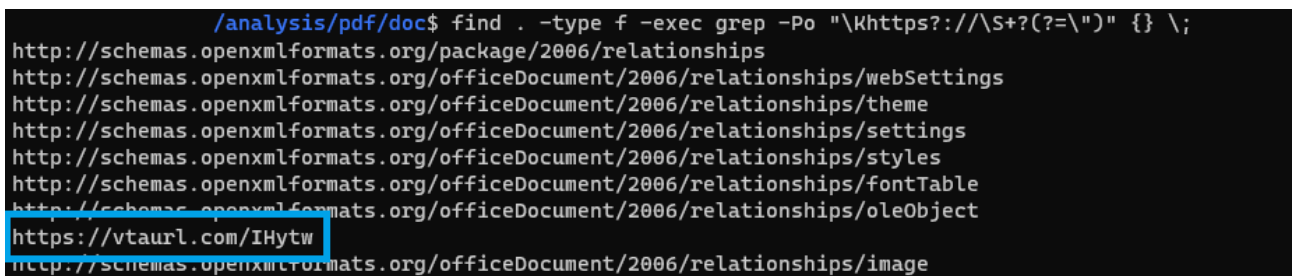 /analysis/pdf/doc$ find . -type f -exec grep -Po "\Khttps?://\S+?(?=\")" {} \;
http://schemas.openxmlformats.org/package/2006/relationships
http://schemas.openxmlformats.org/officeDocument/2006/relationships/webSettings
http://schemas.openxmlformats.org/officeDocument/2006/relationships/theme
http://schemas.openxmlformats.org/officeDocument/2006/relationships/settings
http://schemas.openxmlformats.org/officeDocument/2006/relationships/styles
http://schemas.openxmlformats.org/officeDocument/2006/relationships/fontTable
http://schemas.openxmlformats.org/officeDocument/2006/relationships/oleObject
https://vtaurl.com/IHytw
http://schemas.openxmlformats.org/officeDocument/2006/relationships/image